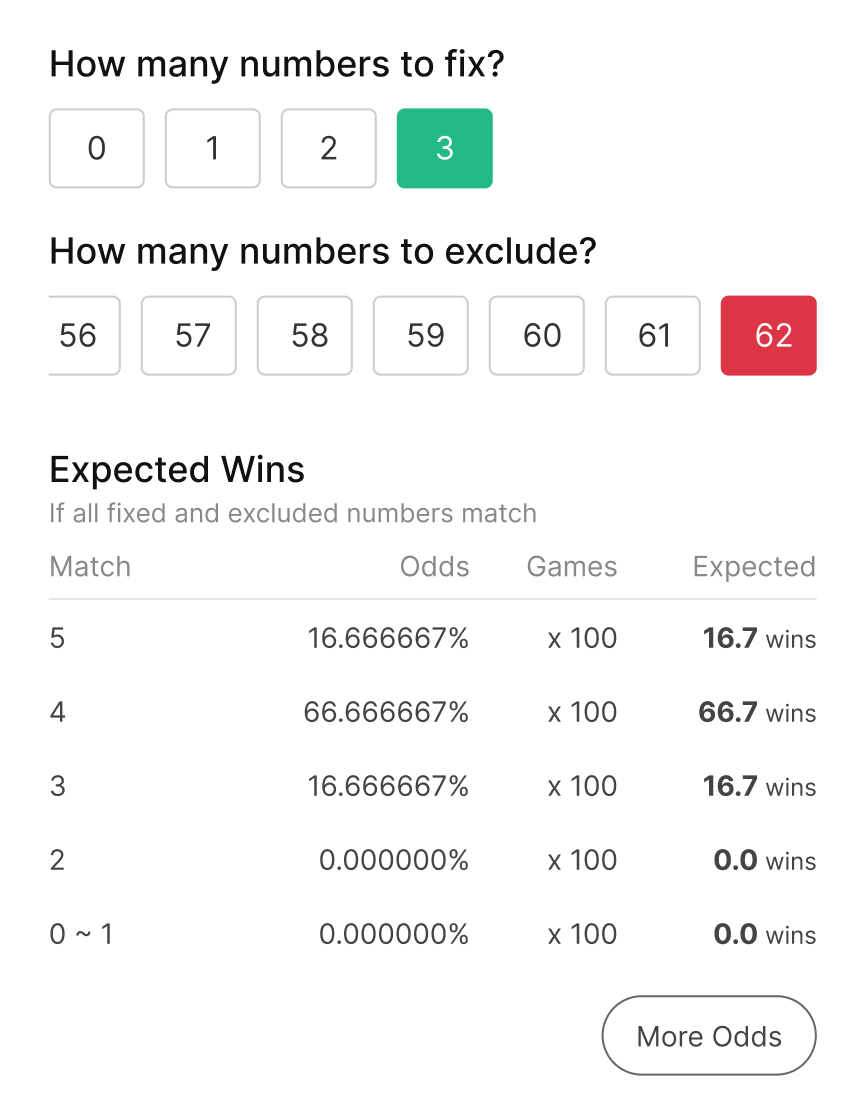 How many numbers to fix?
0 1 2 3
How many numbers to exclude?
56 57 58 59 60 61 62
Expected Wins
If all fixed and excluded numbers match
Match Odds Games Expected
5 16.666667% x 100 16.7 wins
4 66.666667% x 100 66.7 wins
3 16.666667% x 100 16.7 wins
2 0.000000% x 100 0.0 wins
0 ~ 1 0.000000% x 100 0.0 wins
More Odds